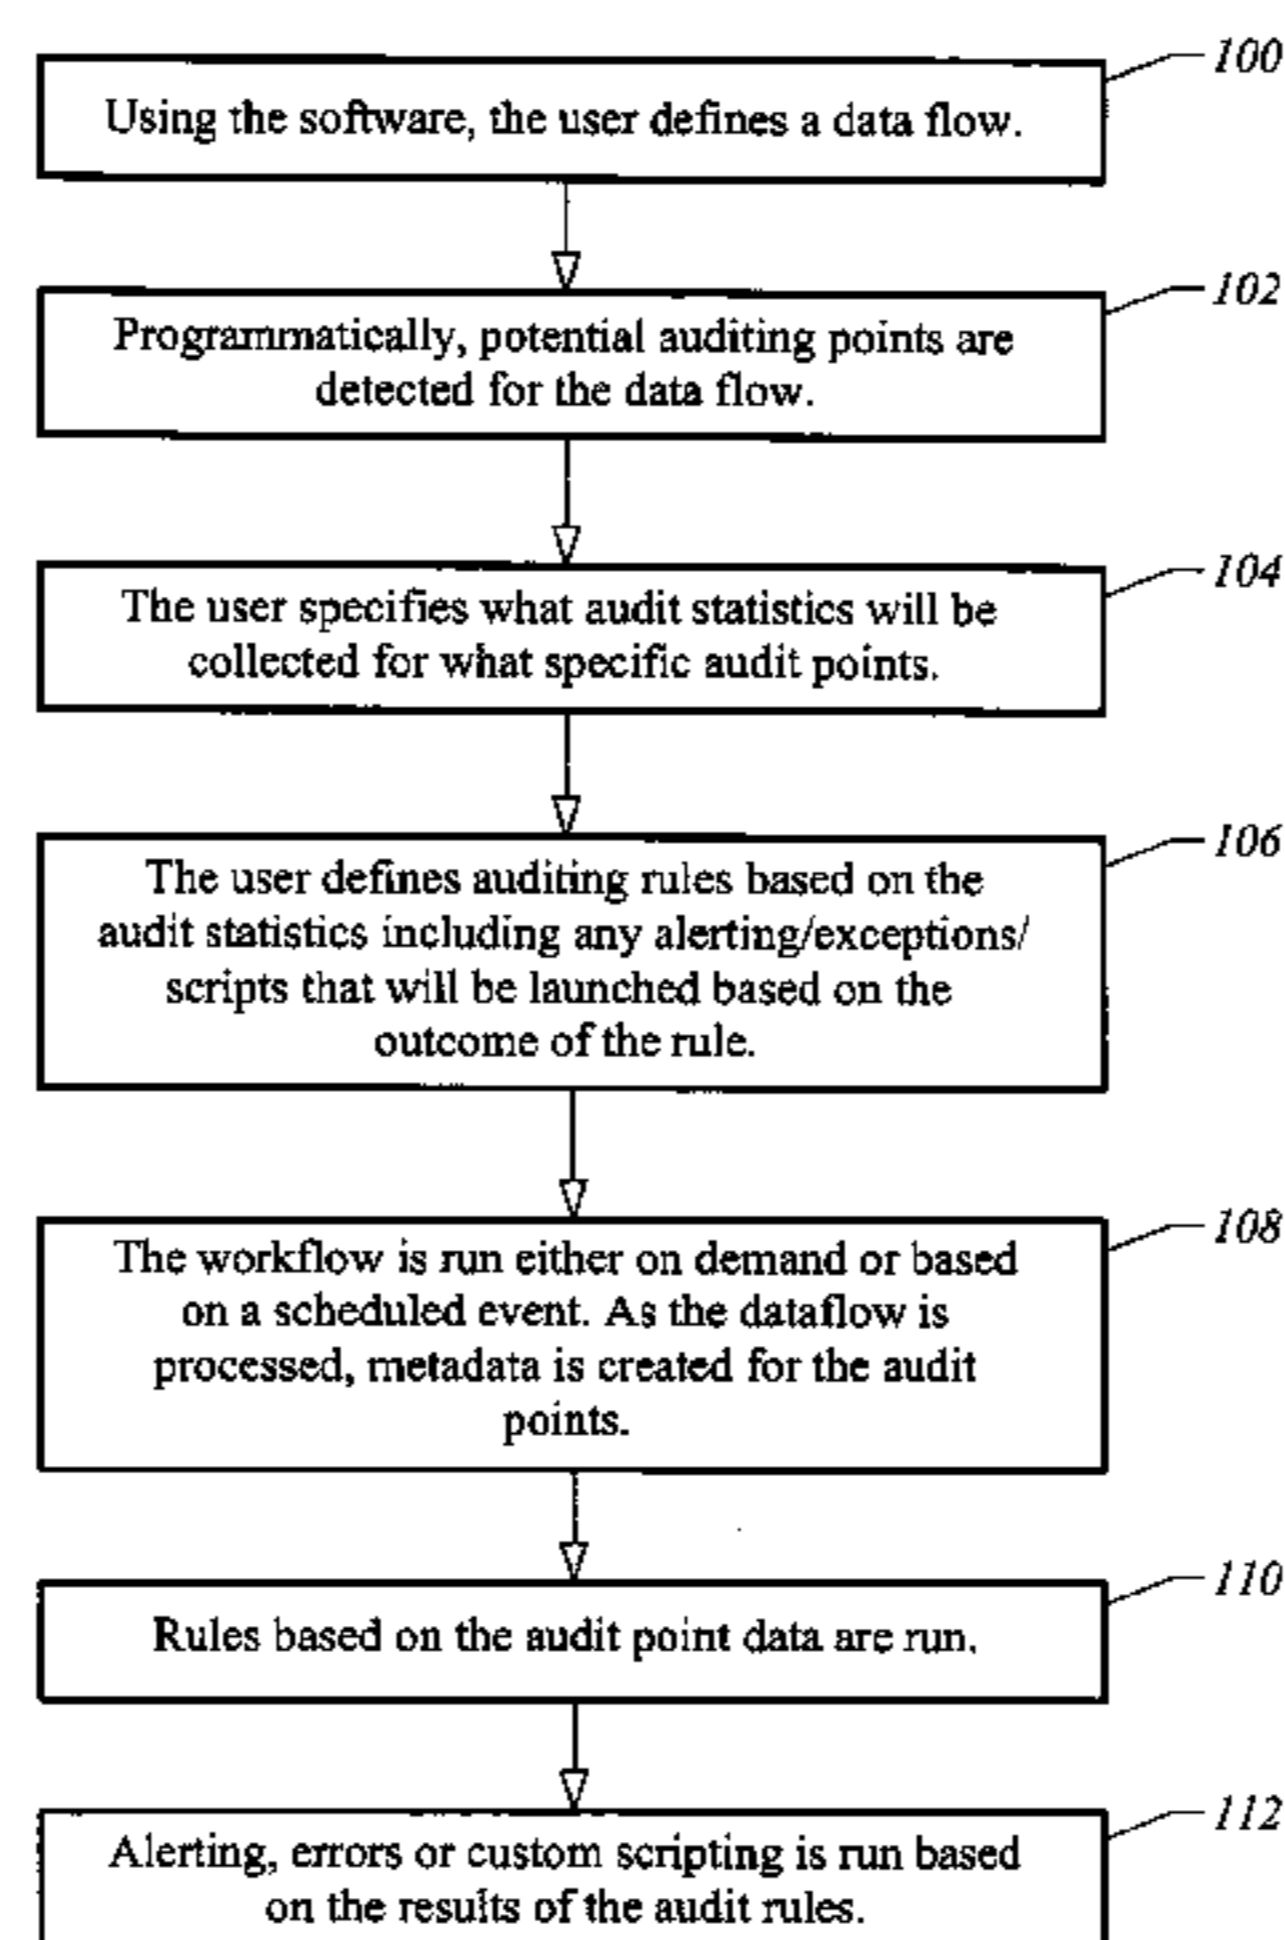 100
Using the software, the user defines a data flow.
102
Programmatically, potential auditing points are
detected for the data flow.
104
The user specifies what audit statistics will be
collected for what specific audit points.
106
The user defines auditing rules based on the
audit statistics including any alerting/exceptions/
scripts that will be launched based on the
outcome of the rule.
108
The workflow is run either on demand or based
on a scheduled event. As the dataflow is
processed, metadata is created for the audit
points.
110
Rules based on the audit point data are run.
112
Alerting, errors or custom scripting is run based
on the results of the audit rules.